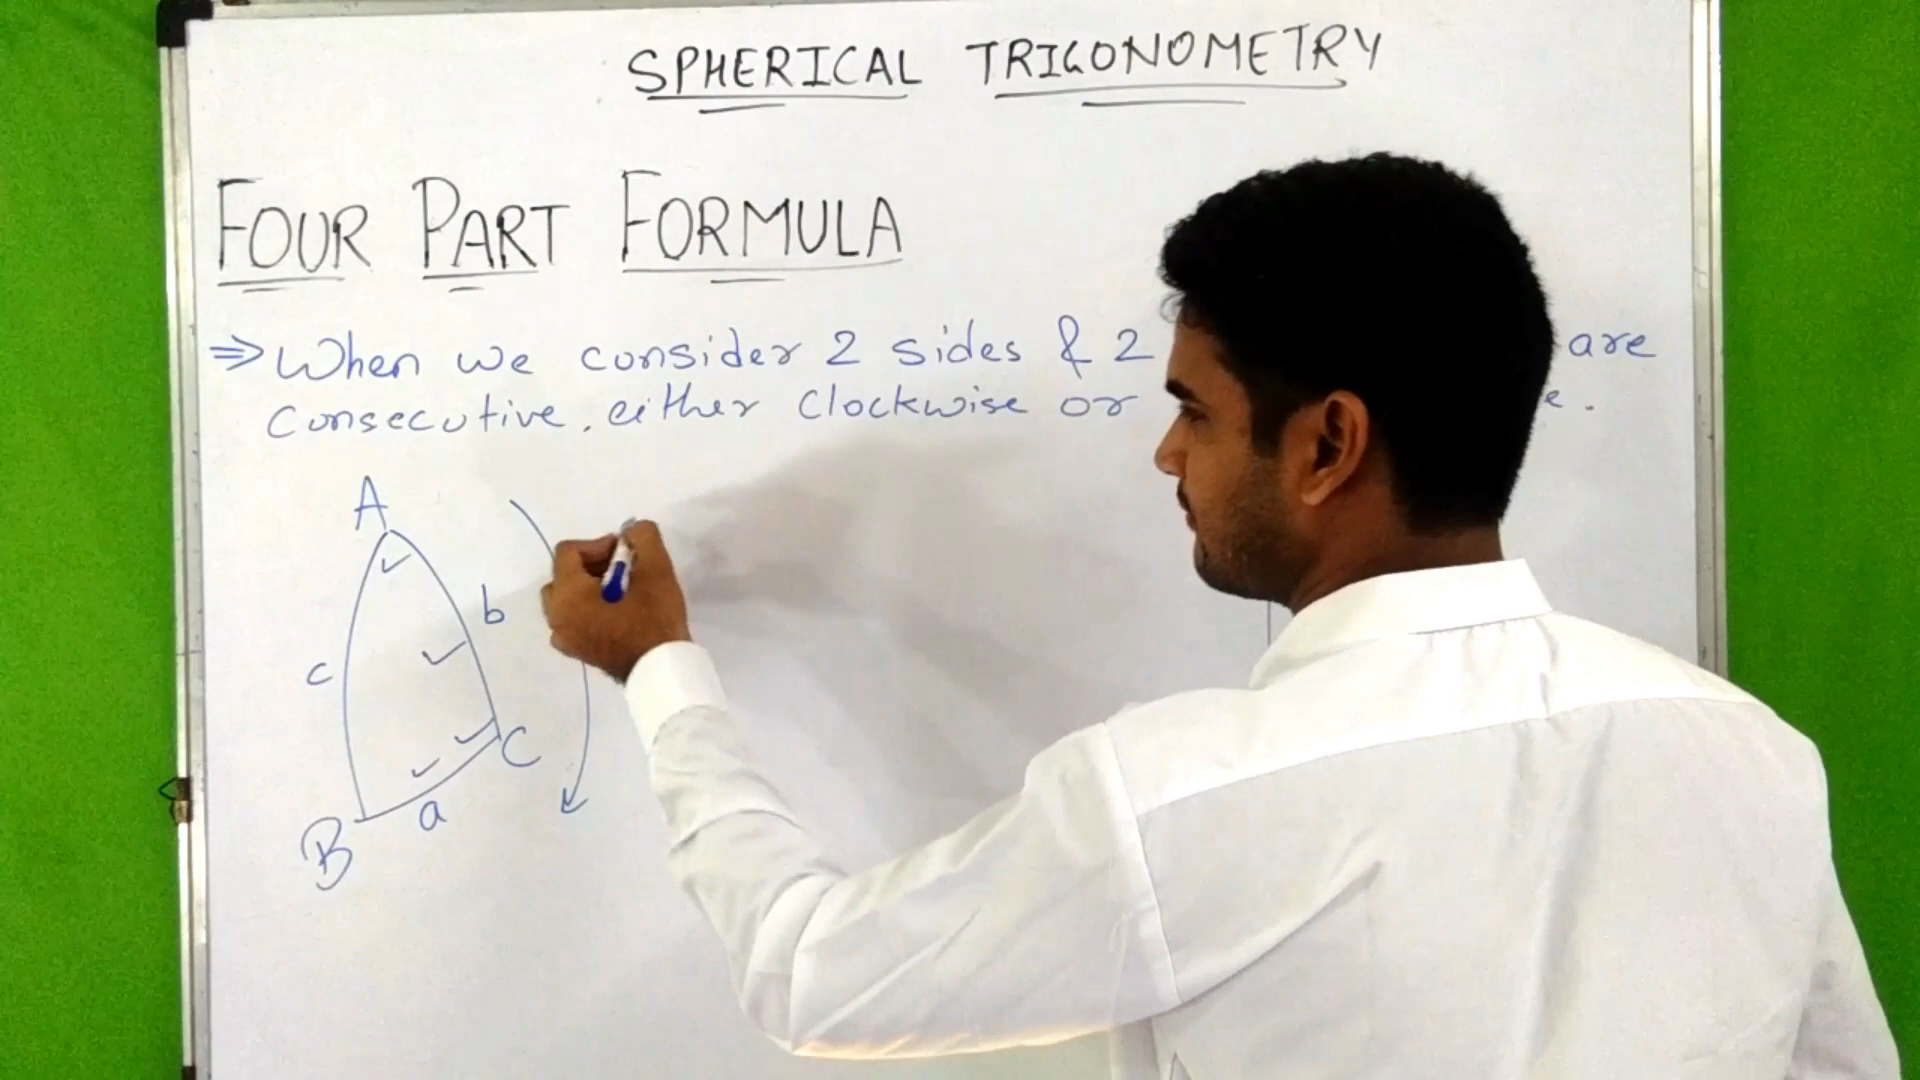 SPHERICAL TRIGONOMETRY
FOUR PART FORMULA
⇒ When we consider 2 sides & 2 are
Consecutive. either Clockwise or e.
A
b
c
C
a
B